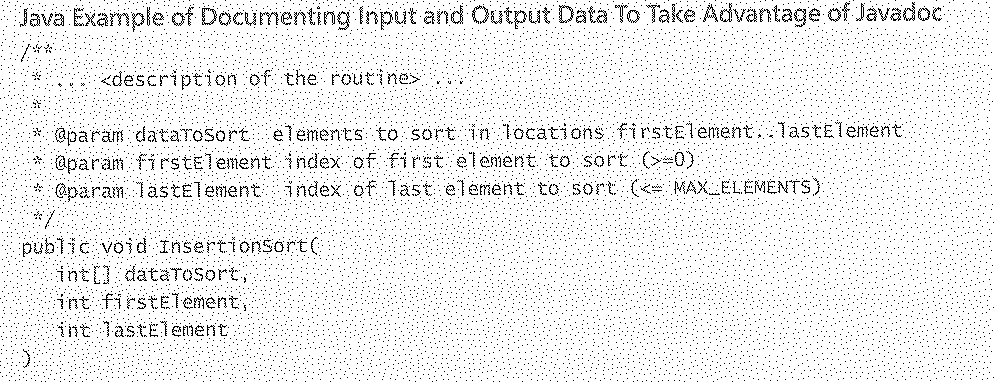 Java Example of Documenting Input and Output Data To Take Advantage of Javadoc
/**
 * ... <description of the routine> ...
 *
 * @param dataToSort  elements to sort in locations firstElement..lastElement
 * @param firstElement index of first element to sort (>=0)
 * @param lastElement  index of last element to sort (<= MAX_ELEMENTS)
 */
public void InsertionSort(
   int[] dataToSort,
   int firstElement,
   int lastElement
)